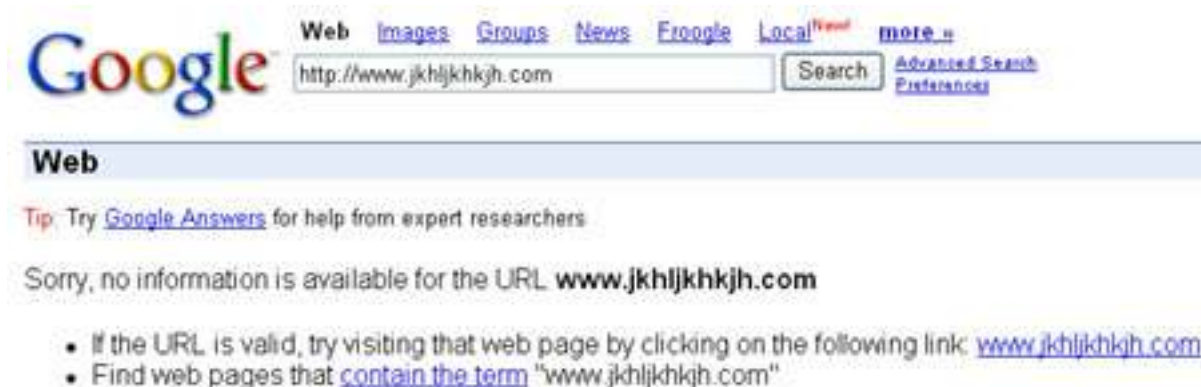 Google Web Images Groups News Froogle Local New! more »
http://www.jkhljkhkjh.com Search Advanced Search
Preferences
Web
Tip: Try Google Answers for help from expert researchers
Sorry, no information is available for the URL www.jkhljkhkjh.com
• If the URL is valid, try visiting that web page by clicking on the following link: www.jkhljkhkjh.com
• Find web pages that contain the term "www.jkhljkhkjh.com"